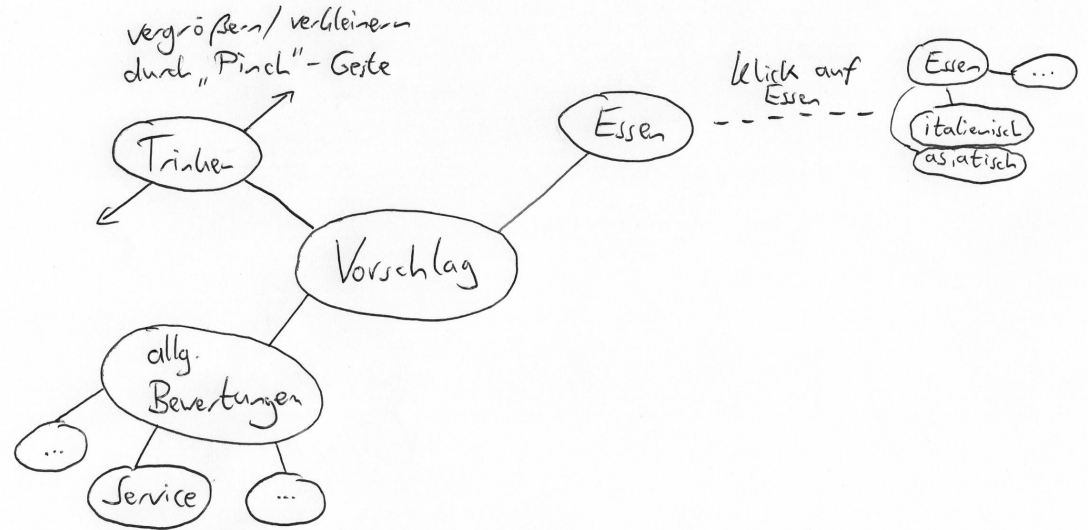 vergrößern/verkleinern
durch „Pinch"-Geste
Klick auf
Essen
Essen
...
italienisch
asiatisch
Trinken
Essen
Vorschlag
allg.
Bewertungen
...
Service
...